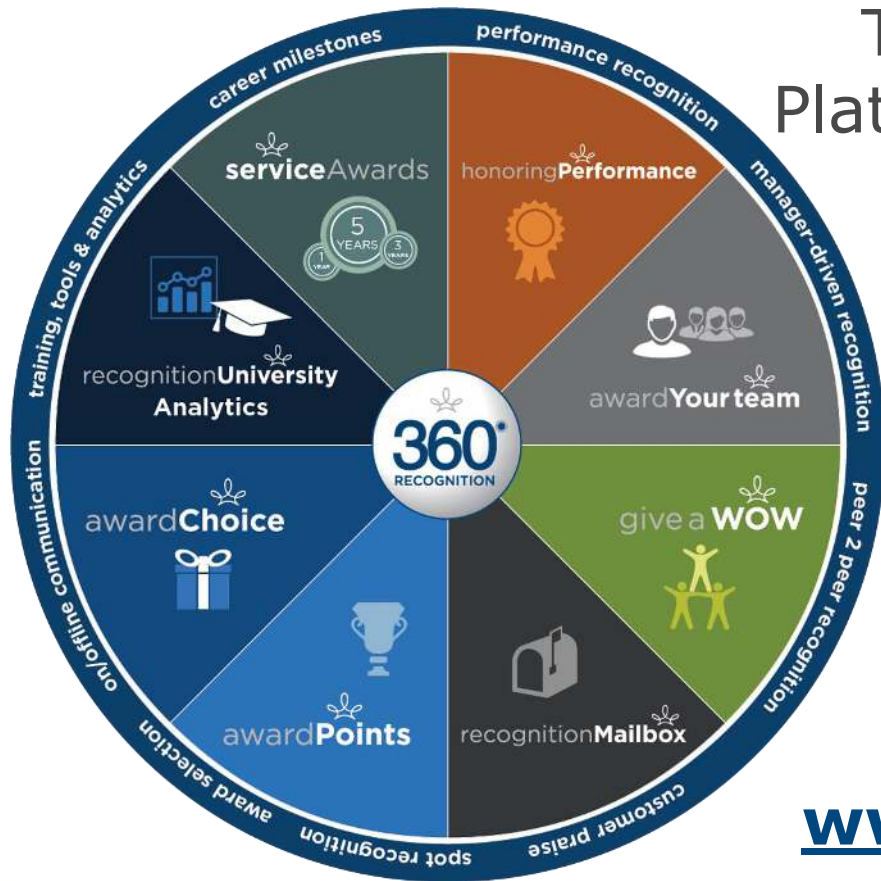 T
Plat
career milestones
performance recognition
manager-driven recognition
peer 2 peer recognition
customer praise
spot recognition
award selection
on/offline communication
training, tools & analytics
serviceAwards
5
YEARS
1
YEAR
3
YEARS
honoringPerformance
awardYour team
give a WOW
recognitionMailbox
awardPoints
awardChoice
recognitionUniversity
Analytics
360°
RECOGNITION
ww